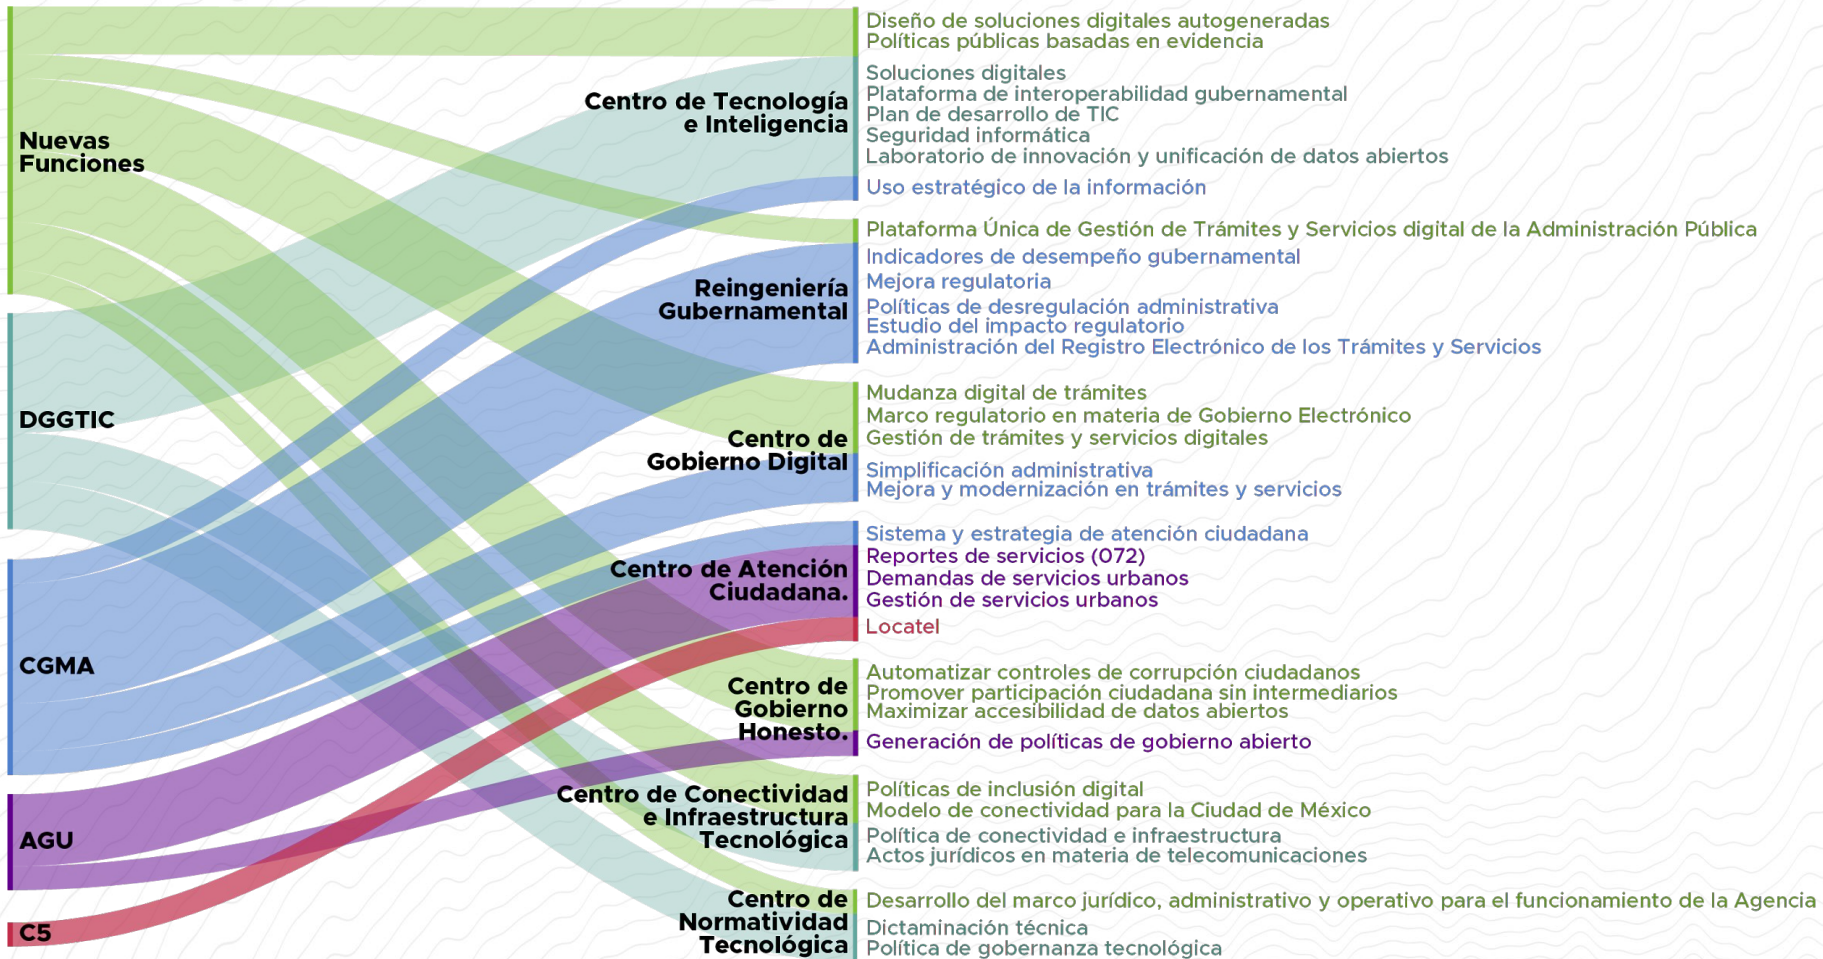 Nuevas
Funciones
DGGTIC
CGMA
AGU
C5
Centro de Tecnología
e Inteligencia
Diseño de soluciones digitales autogeneradas
Políticas públicas basadas en evidencia
Soluciones digitales
Plataforma de interoperabilidad gubernamental
Plan de desarrollo de TIC
Seguridad informática
Laboratorio de innovación y unificación de datos abiertos
Uso estratégico de la información
Reingeniería
Gubernamental
Plataforma Única de Gestión de Trámites y Servicios digital de la Administración Pública
Indicadores de desempeño gubernamental
Mejora regulatoria
Políticas de desregulación administrativa
Estudio del impacto regulatorio
Administración del Registro Electrónico de los Trámites y Servicios
Centro de
Gobierno Digital
Mudanza digital de trámites
Marco regulatorio en materia de Gobierno Electrónico
Gestión de trámites y servicios digitales
Simplificación administrativa
Mejora y modernización en trámites y servicios
Centro de Atención
Ciudadana.
Sistema y estrategia de atención ciudadana
Reportes de servicios (072)
Demandas de servicios urbanos
Gestión de servicios urbanos
Locatel
Centro de
Gobierno
Honesto.
Automatizar controles de corrupción ciudadanos
Promover participación ciudadana sin intermediarios
Maximizar accesibilidad de datos abiertos
Generación de políticas de gobierno abierto
Centro de Conectividad
e Infraestructura
Tecnológica
Políticas de inclusión digital
Modelo de conectividad para la Ciudad de México
Política de conectividad e infraestructura
Actos jurídicos en materia de telecomunicaciones
Centro de
Normatividad
Tecnológica
Desarrollo del marco jurídico, administrativo y operativo para el funcionamiento de la Agencia
Dictaminación técnica
Política de gobernanza tecnológica